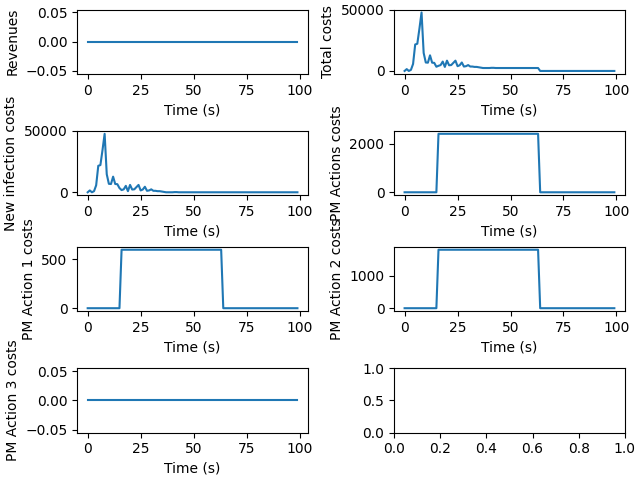 Revenues
0.05
0.00
−0.05
0 25 50 75 100
Time (s)
Total costs
50000
0
0 25 50 75 100
Time (s)
New infection costs
50000
0
0 25 50 75 100
Time (s)
PM Actions costs
2000
0
0 25 50 75 100
Time (s)
PM Action 1 costs
500
0
0 25 50 75 100
Time (s)
PM Action 2 costs
1000
0
0 25 50 75 100
Time (s)
PM Action 3 costs
0.05
0.00
−0.05
0 25 50 75 100
Time (s)
1.0
0.5
0.0
0.0 0.2 0.4 0.6 0.8 1.0